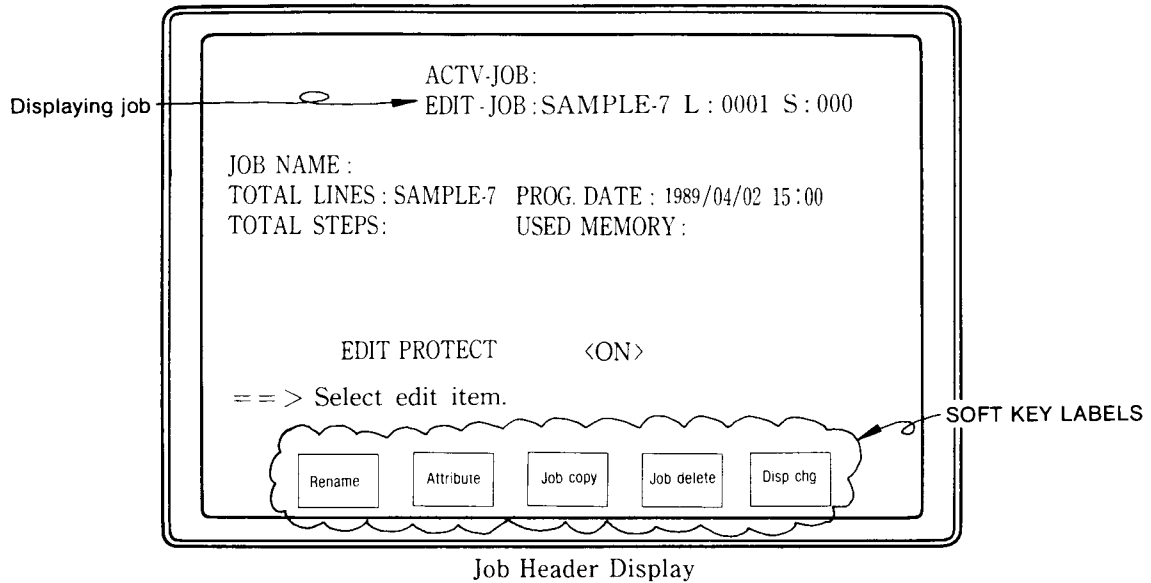 ACTV-JOB:
Displaying job
EDIT-JOB:SAMPLE-7 L:0001 S:000
JOB NAME:
TOTAL LINES:SAMPLE-7 PROG. DATE: 1989/04/02 15:00
TOTAL STEPS: USED MEMORY:
EDIT PROTECT <ON>
==> Select edit item.
SOFT KEY LABELS
Rename Attribute Job copy Job delete Disp chg
Job Header Display